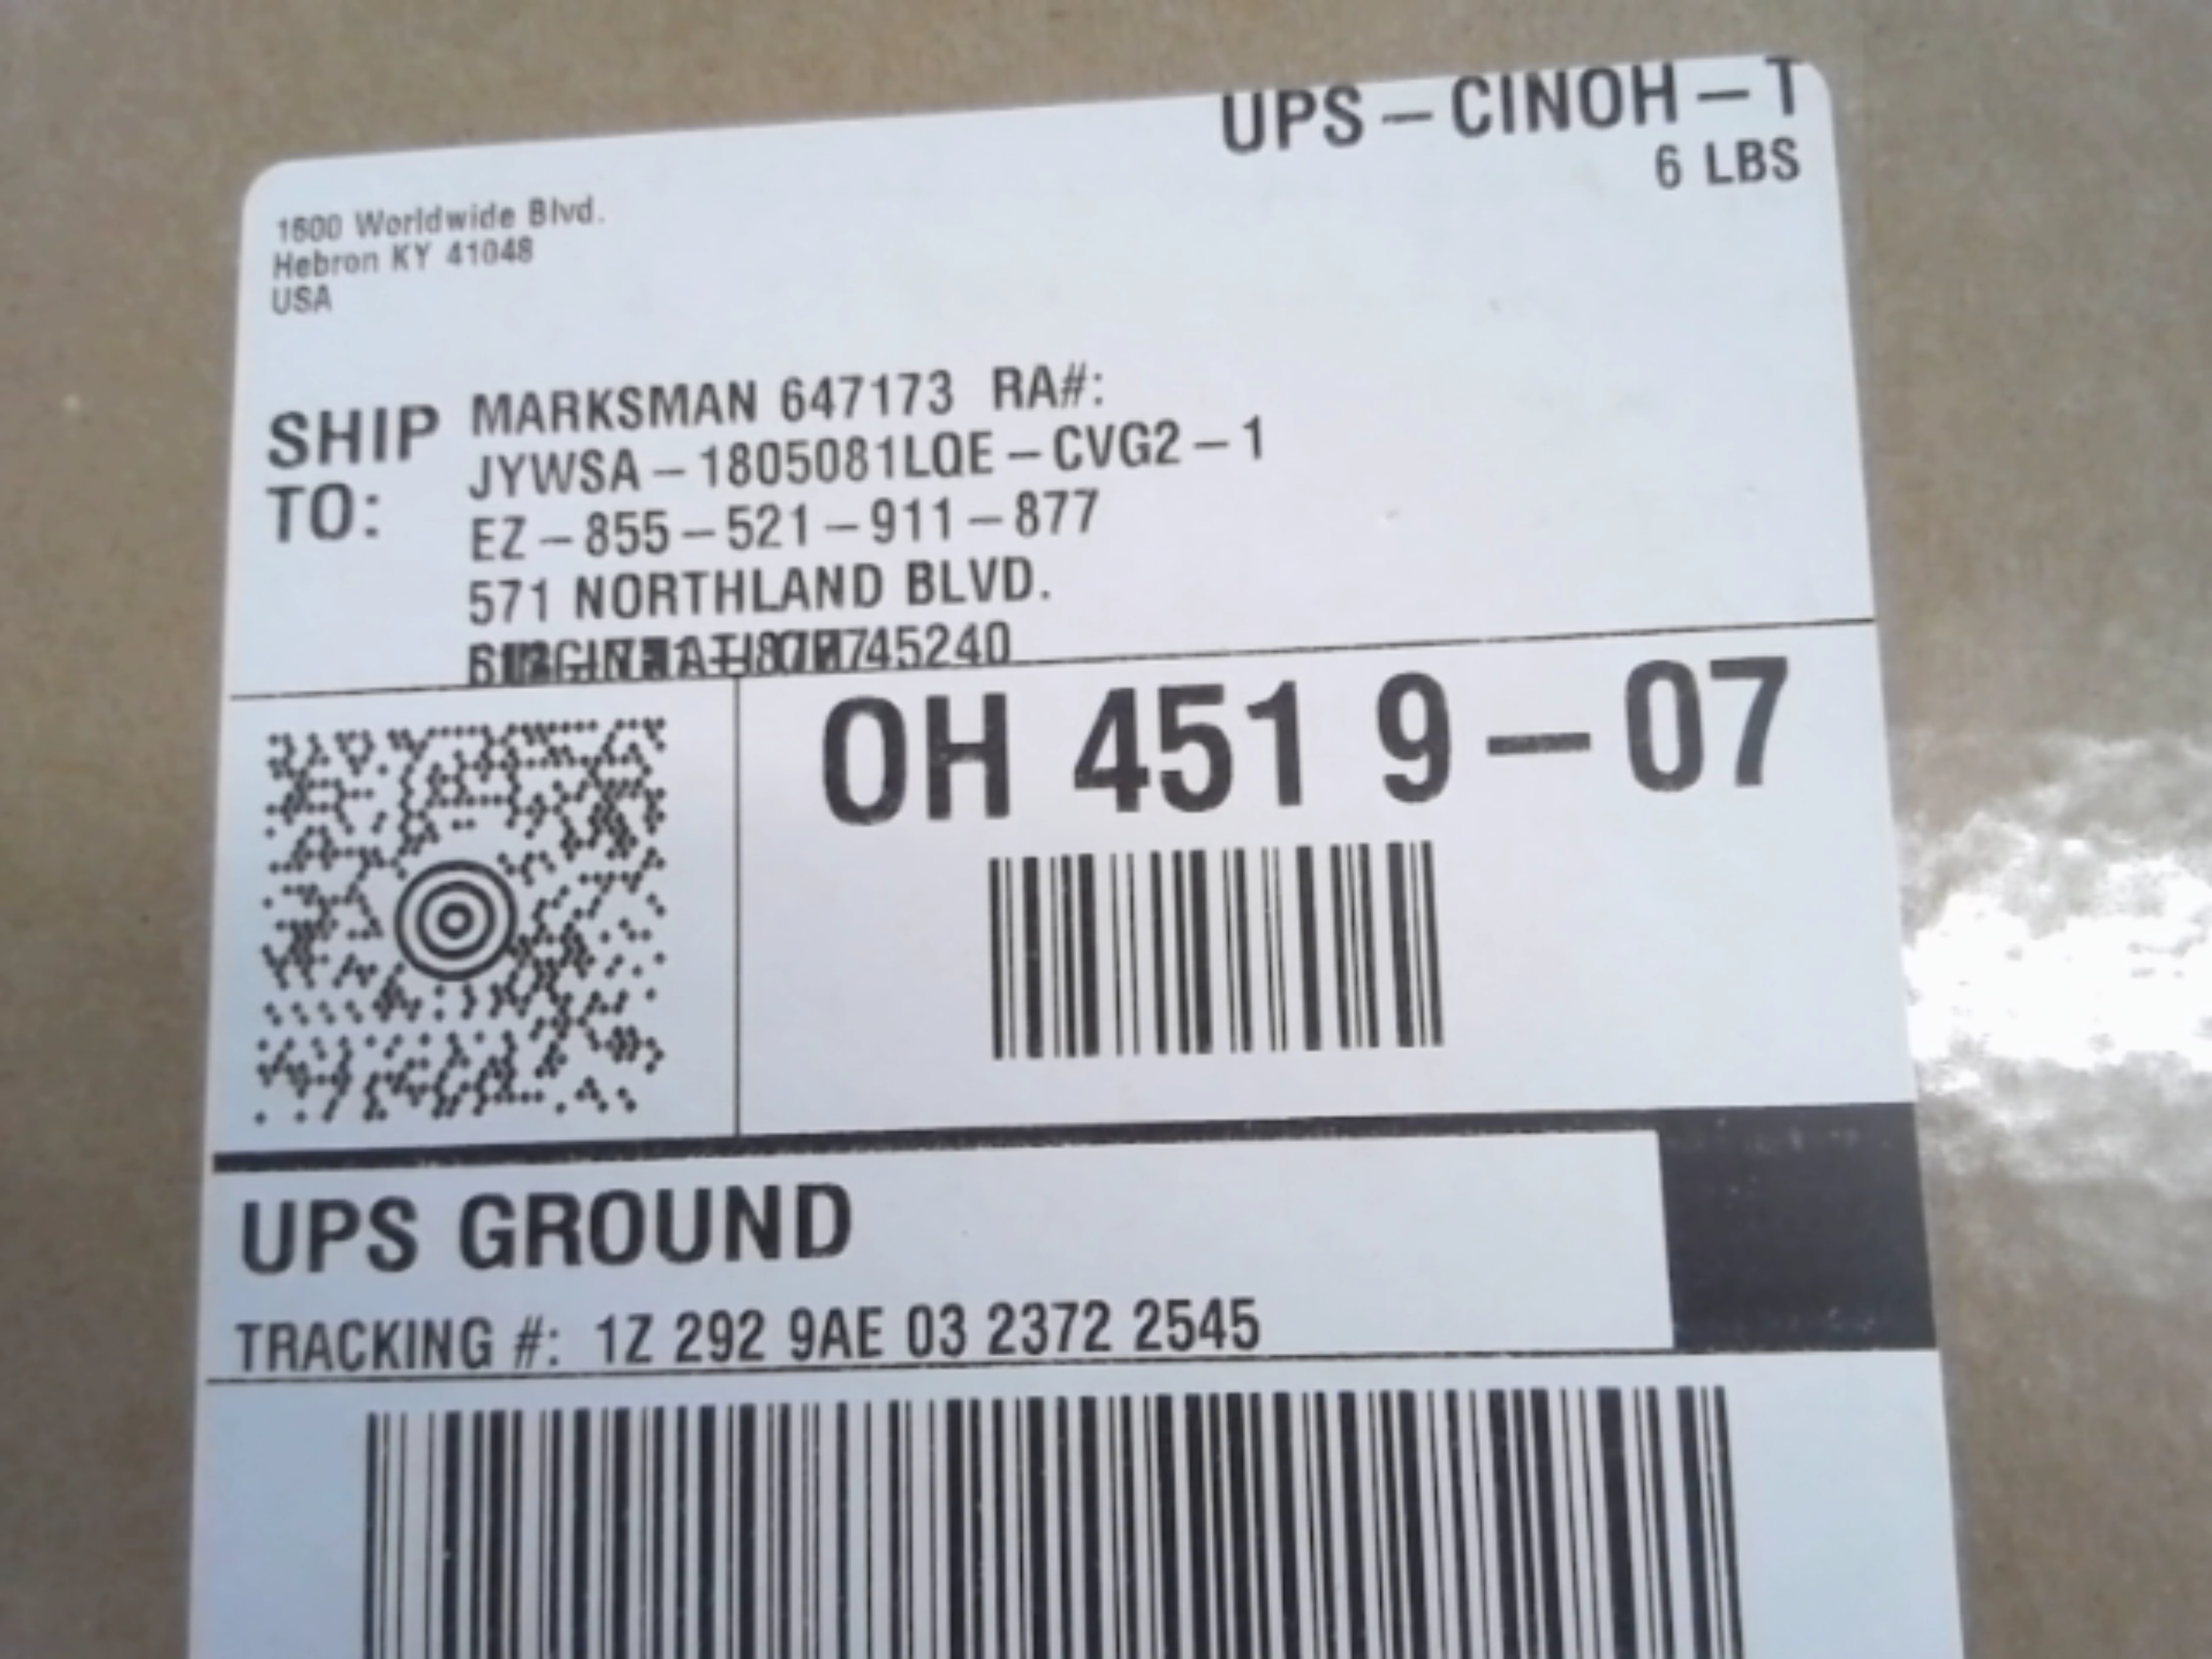 UPS - CINOH - T
6 LBS
1600 Worldwide Blvd.
Hebron KY 41048
USA
SHIP TO:
MARKSMAN 647173 RA#:
JYWSA - 1805081LQE - CVG2 - 1
EZ - 855 - 521 - 911 - 877
571 NORTHLAND BLVD.
45240
OH 451 9 - 07
UPS GROUND
TRACKING #: 1Z 292 9AE 03 2372 2545